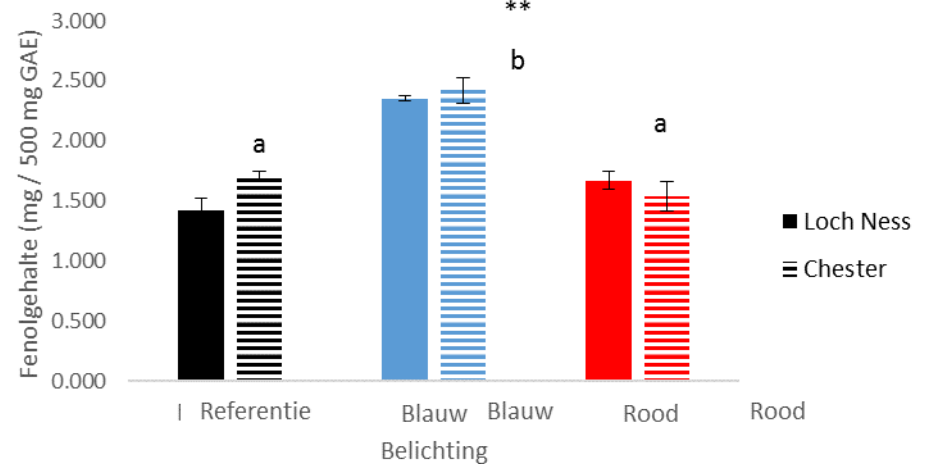 **
b
a
a
Fenolgehalte (mg / 500 mg GAE)
3.000
2.500
2.000
1.500
1.000
0.500
0.000
Referentie Blauw Blauw Rood Rood
Belichting
Loch Ness
Chester